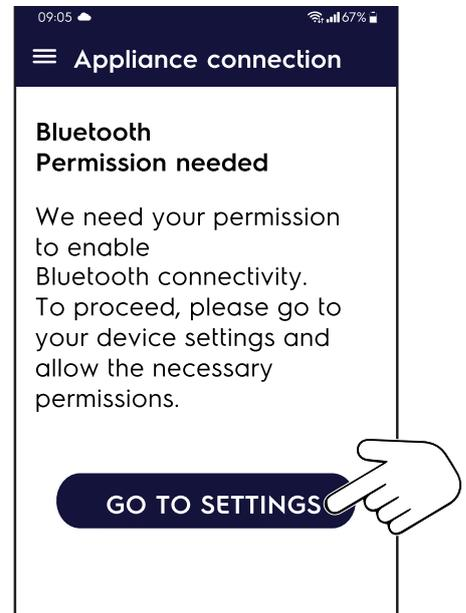 09:05 67%
Appliance connection
Bluetooth
Permission needed
We need your permission
to enable
Bluetooth connectivity.
To proceed, please go to
your device settings and
allow the necessary
permissions.
GO TO SETTINGS